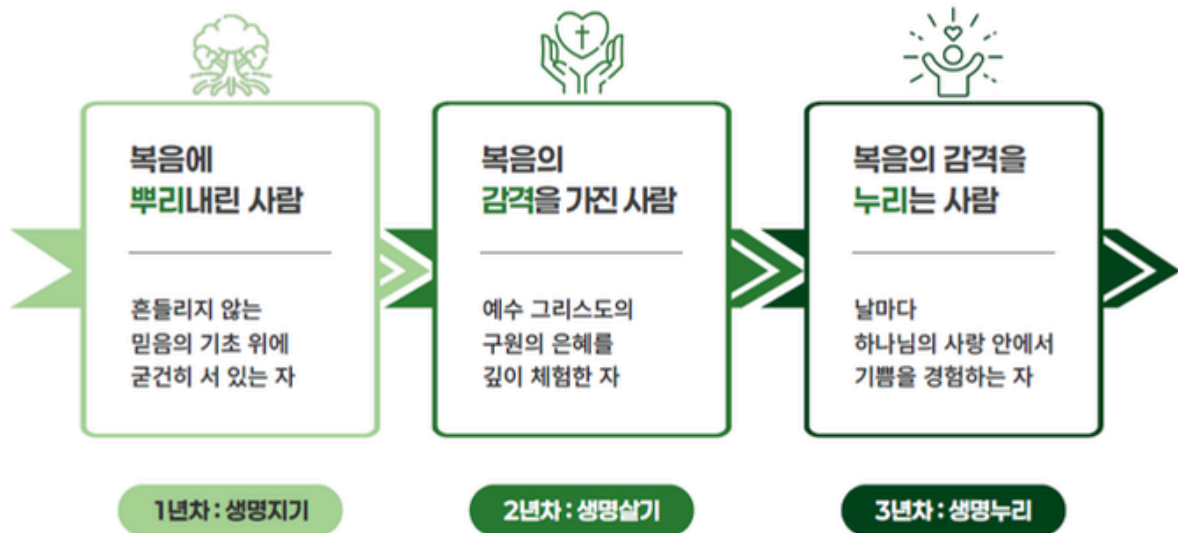 복음에
뿌리내린 사람
흔들리지 않는
믿음의 기초 위에
굳건히 서 있는 자
1년차 : 생명지기
복음의
감격을 가진 사람
예수 그리스도의
구원의 은혜를
깊이 체험한 자
2년차 : 생명살기
복음의 감격을
누리는 사람
날마다
하나님의 사랑 안에서
기쁨을 경험하는 자
3년차 : 생명누리